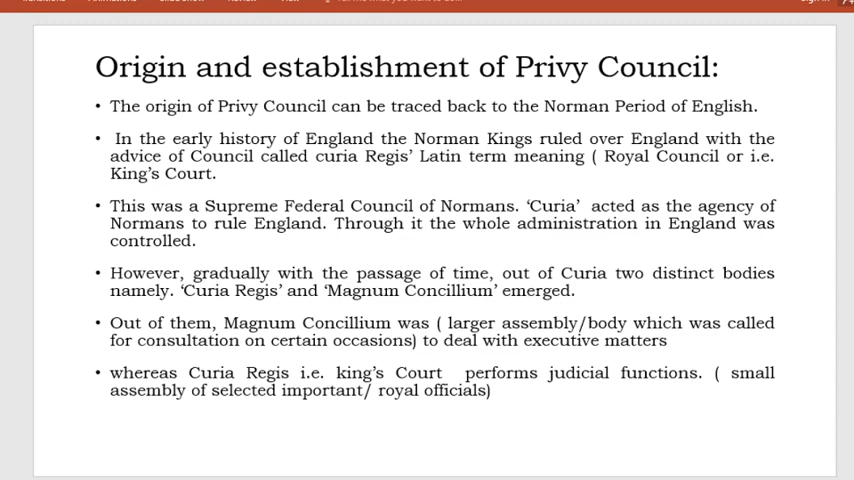 Origin and establishment of Privy Council:
• The origin of Privy Council can be traced back to the Norman Period of English.
• In the early history of England the Norman Kings ruled over England with the
advice of Council called curia Regis’ Latin term meaning ( Royal Council or i.e.
King’s Court.
• This was a Supreme Federal Council of Normans. ‘Curia’ acted as the agency of
Normans to rule England. Through it the whole administration in England was
controlled.
• However, gradually with the passage of time, out of Curia two distinct bodies
namely. ‘Curia Regis’ and ‘Magnum Concillium’ emerged.
• Out of them, Magnum Concillium was ( larger assembly/body which was called
for consultation on certain occasions) to deal with executive matters
• whereas Curia Regis i.e. king’s Court performs judicial functions. ( small
assembly of selected important/ royal officials)